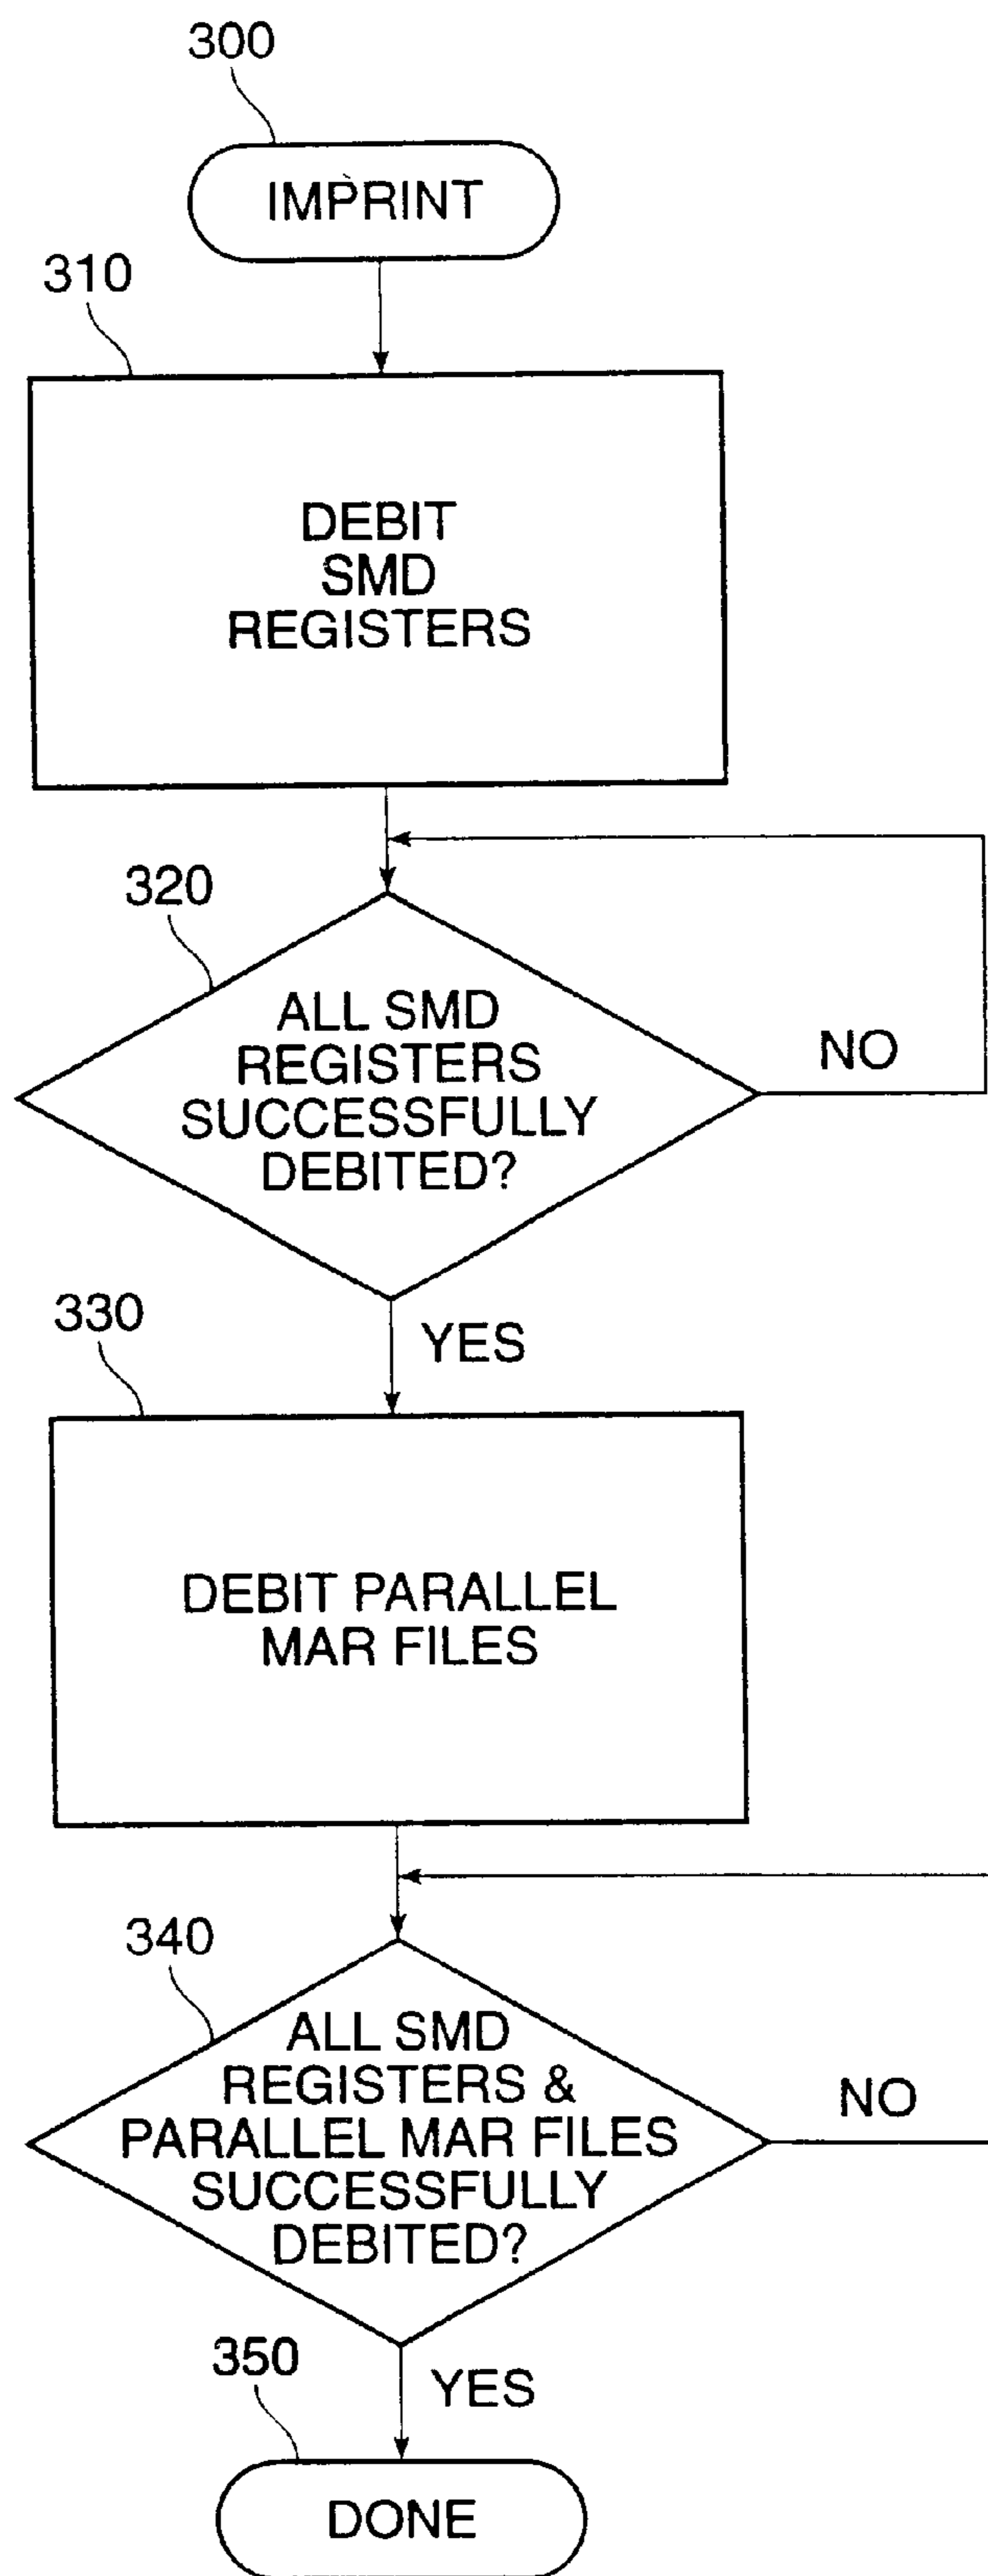 300
IMPRINT
310
DEBIT
SMD
REGISTERS
320
ALL SMD
REGISTERS
SUCCESSFULLY
DEBITED?
NO
YES
330
DEBIT PARALLEL
MAR FILES
340
ALL SMD
REGISTERS &
PARALLEL MAR FILES
SUCCESSFULLY
DEBITED?
NO
YES
350
DONE